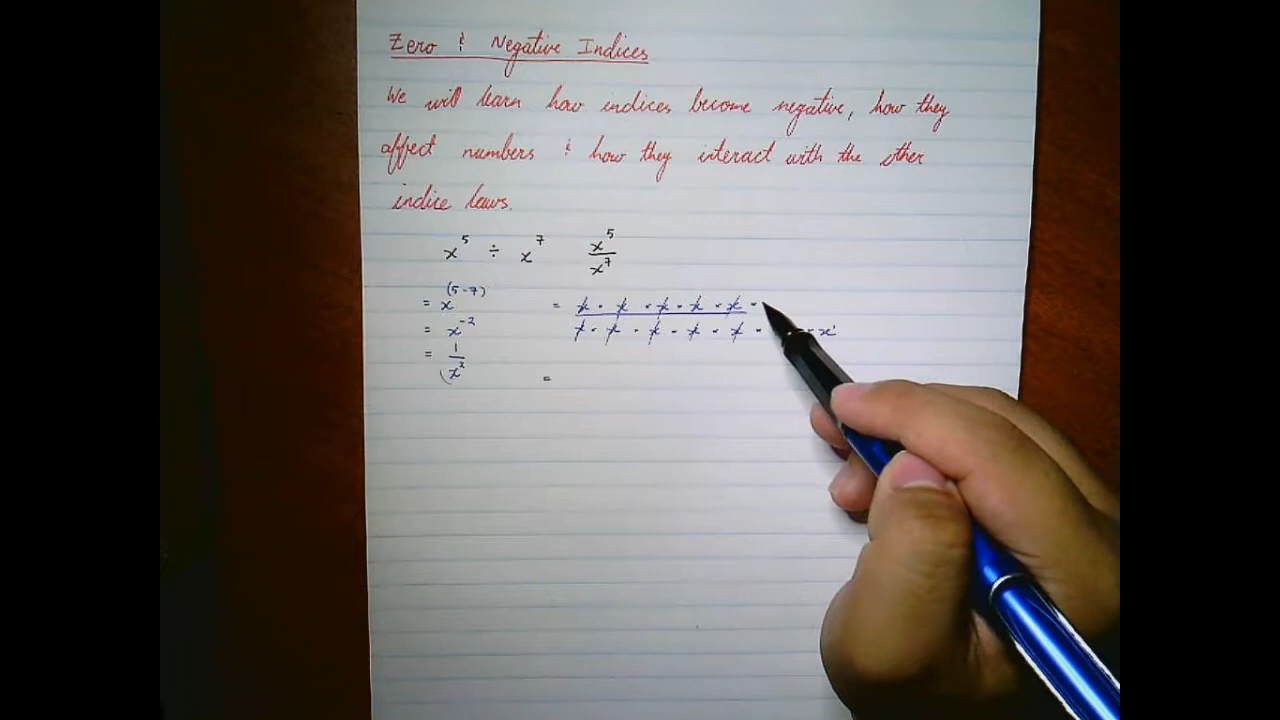 Zero & Negative Indices
We will learn how indices become negative, how they
affect numbers & how they interact with the other
indice laws.
x⁵ ÷ x⁷ x⁵/x⁷
= x⁽⁵⁻⁷⁾ = x · x · x · x · x ·
= x⁻² x · x · x · x · x · · x
= 1/x²
=